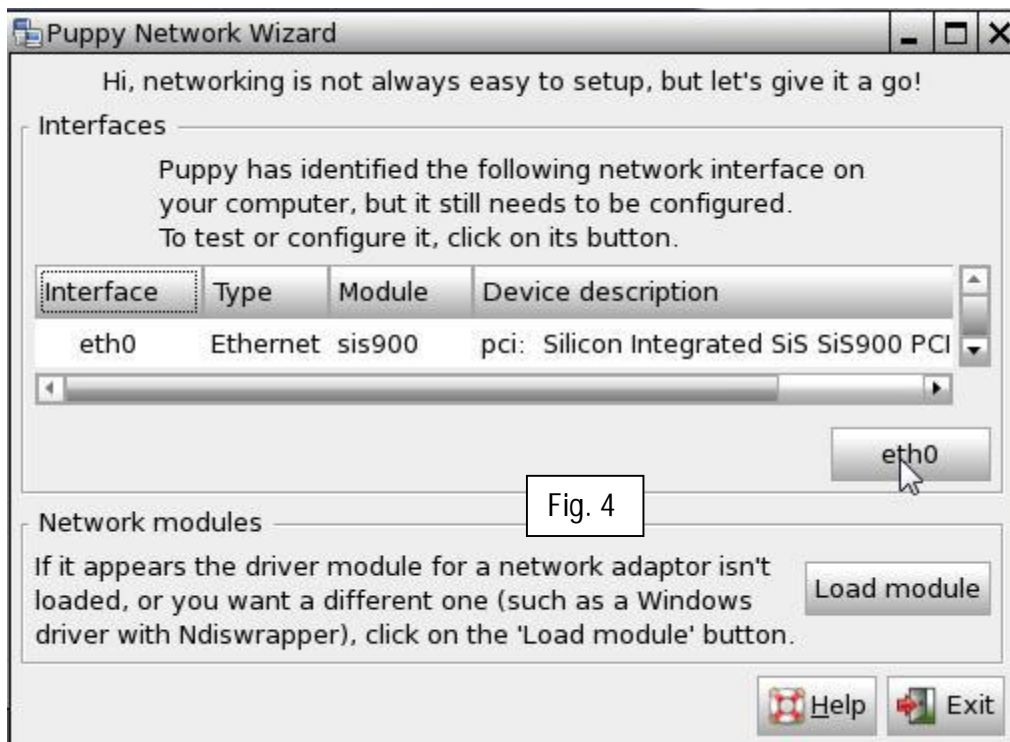 Puppy Network Wizard
Hi, networking is not always easy to setup, but let's give it a go!
Interfaces
Puppy has identified the following network interface on
your computer, but it still needs to be configured.
To test or configure it, click on its button.
Interface Type Module Device description
eth0 Ethernet sis900 pci: Silicon Integrated SiS SiS900 PCI
eth0
Fig. 4
Network modules
If it appears the driver module for a network adaptor isn't
loaded, or you want a different one (such as a Windows
driver with Ndiswrapper), click on the 'Load module' button.
Load module
Help
Exit